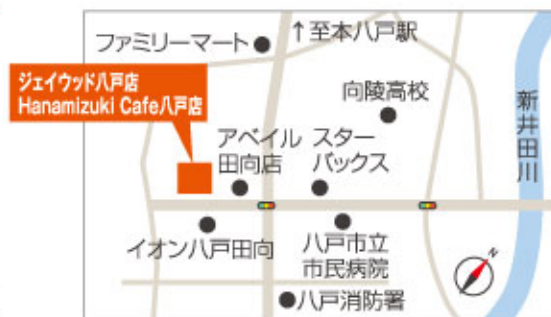 ↑至本八戸駅
ファミリーマート
ジェイウッド八戸店
Hanamizuki Cafe八戸店
向陵高校
新井田川
アベイル
田向店
スター
バックス
イオン八戸田向
八戸市立
市民病院
N
八戸消防署